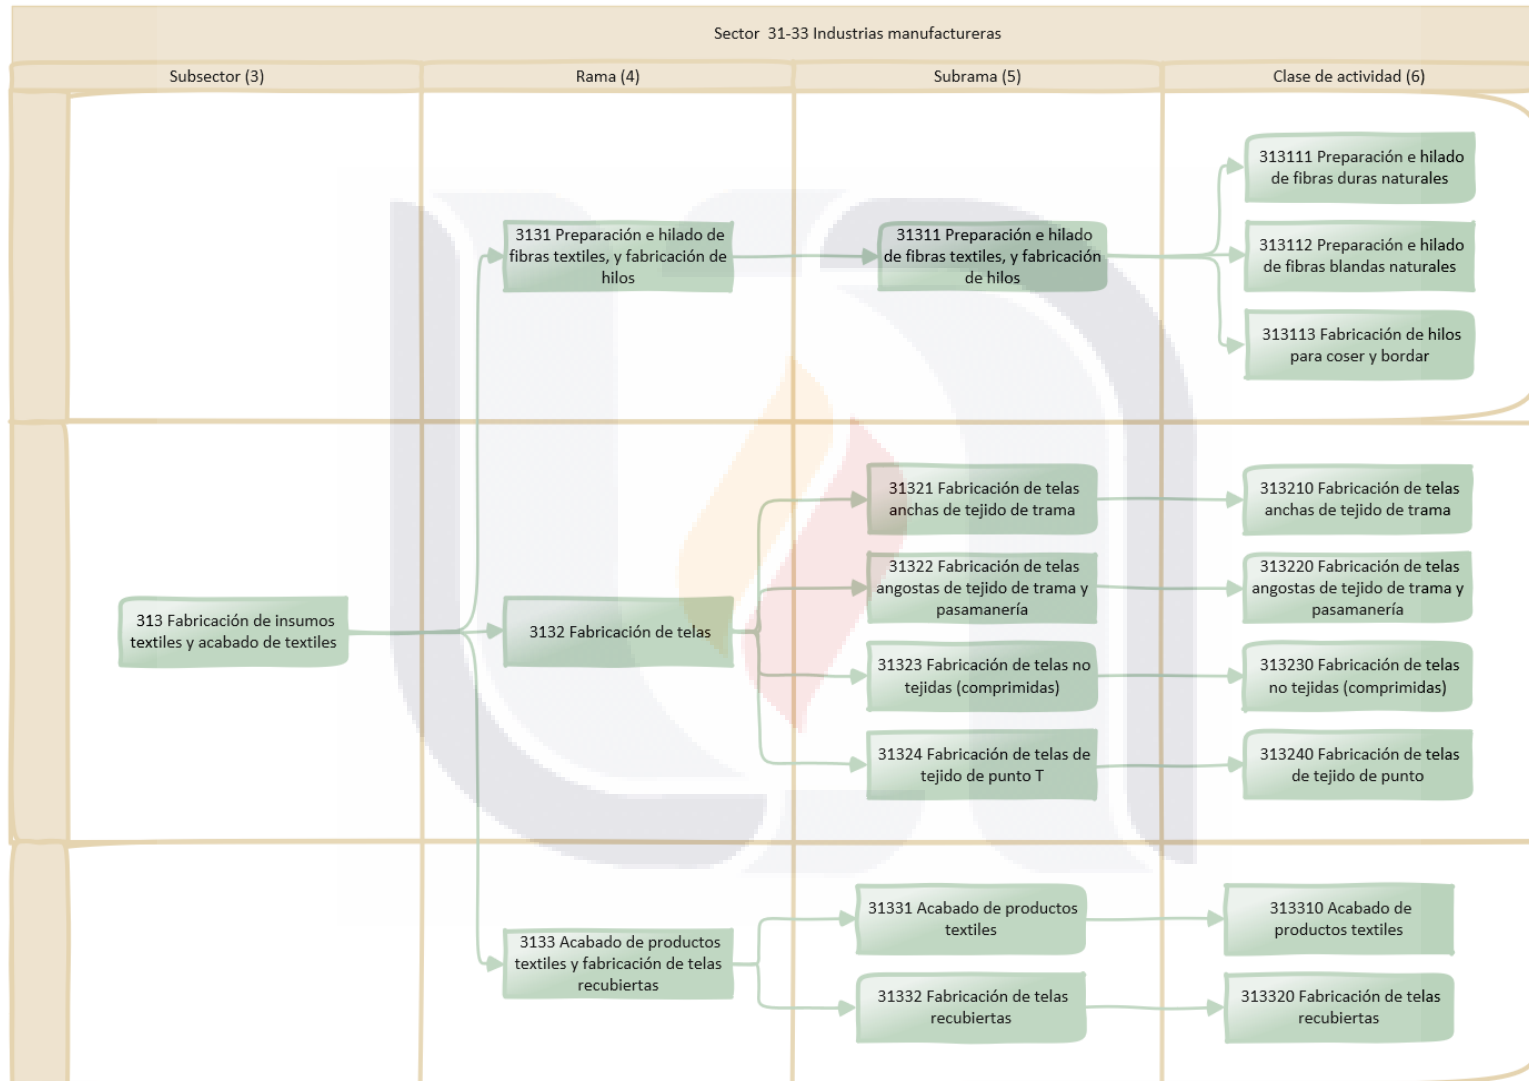 Sector  31-33 Industrias manufactureras
Subsector (3)
Rama (4)
Subrama (5)
Clase de actividad (6)
313 Fabricación de insumos
textiles y acabado de textiles
3131 Preparación e hilado de
fibras textiles, y fabricación de
hilos
31311 Preparación e hilado
de fibras textiles, y fabricación
de hilos
313111 Preparación e hilado
de fibras duras naturales
313112 Preparación e hilado
de fibras blandas naturales
313113 Fabricación de hilos
para coser y bordar
3132 Fabricación de telas
31321 Fabricación de telas
anchas de tejido de trama
313210 Fabricación de telas
anchas de tejido de trama
31322 Fabricación de telas
angostas de tejido de trama y
pasamanería
313220 Fabricación de telas
angostas de tejido de trama y
pasamanería
31323 Fabricación de telas no
tejidas (comprimidas)
313230 Fabricación de telas
no tejidas (comprimidas)
31324 Fabricación de telas de
tejido de punto T
313240 Fabricación de telas
de tejido de punto
3133 Acabado de productos
textiles y fabricación de telas
recubiertas
31331 Acabado de productos
textiles
313310 Acabado de
productos textiles
31332 Fabricación de telas
recubiertas
313320 Fabricación de telas
recubiertas